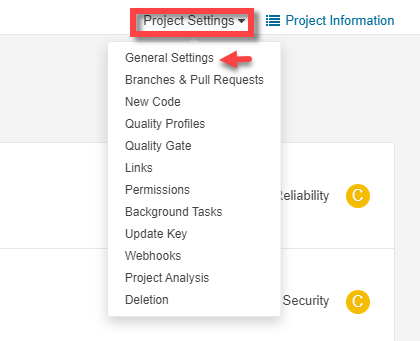 Project Settings
Project Information
General Settings
Branches & Pull Requests
New Code
Quality Profiles
Quality Gate
Links
Permissions
Background Tasks
Update Key
Webhooks
Project Analysis
Deletion
Reliability C
Security C